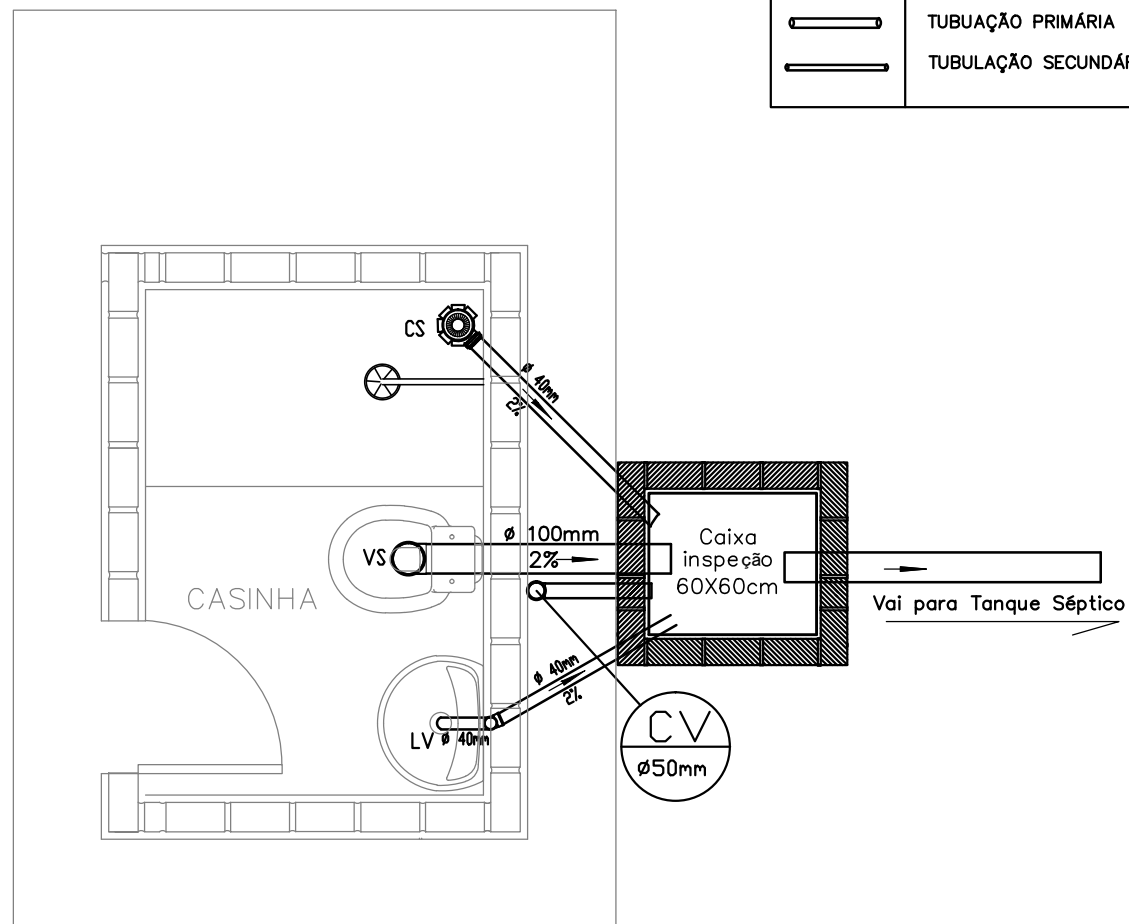 TUBUAÇÃO PRIMÁRIA
TUBULAÇÃO
CS
Ø 40mm
2%
Ø 100mm
2%
VS
CASINHA
Caixa
inspeção
60X60cm
Vai para Tanque Séptico
Ø 40mm
2%
LV Ø 40mm
CV
Ø50mm